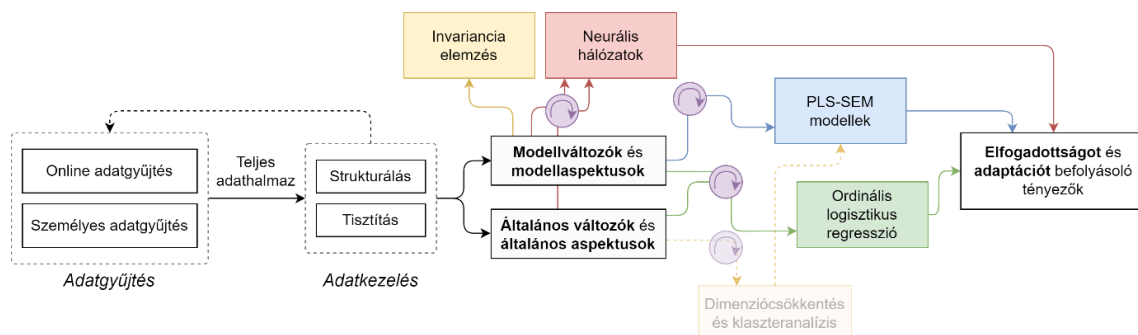 Invariancia
elemzés
Neurális
hálózatok
PLS-SEM
modellek
Online adatgyűjtés
Személyes adatgyűjtés
Adatgyűjtés
Teljes
adathalmaz
Strukturálás
Tisztítás
Adatkezelés
Modellváltozók és
modellaspektusok
Általános változók és
általános aspektusok
Ordinális
logisztikus
regresszió
Elfogadottságot és
adaptációt befolyásoló
tényezők
Dimenziócsökkentés
és klaszteranalízis